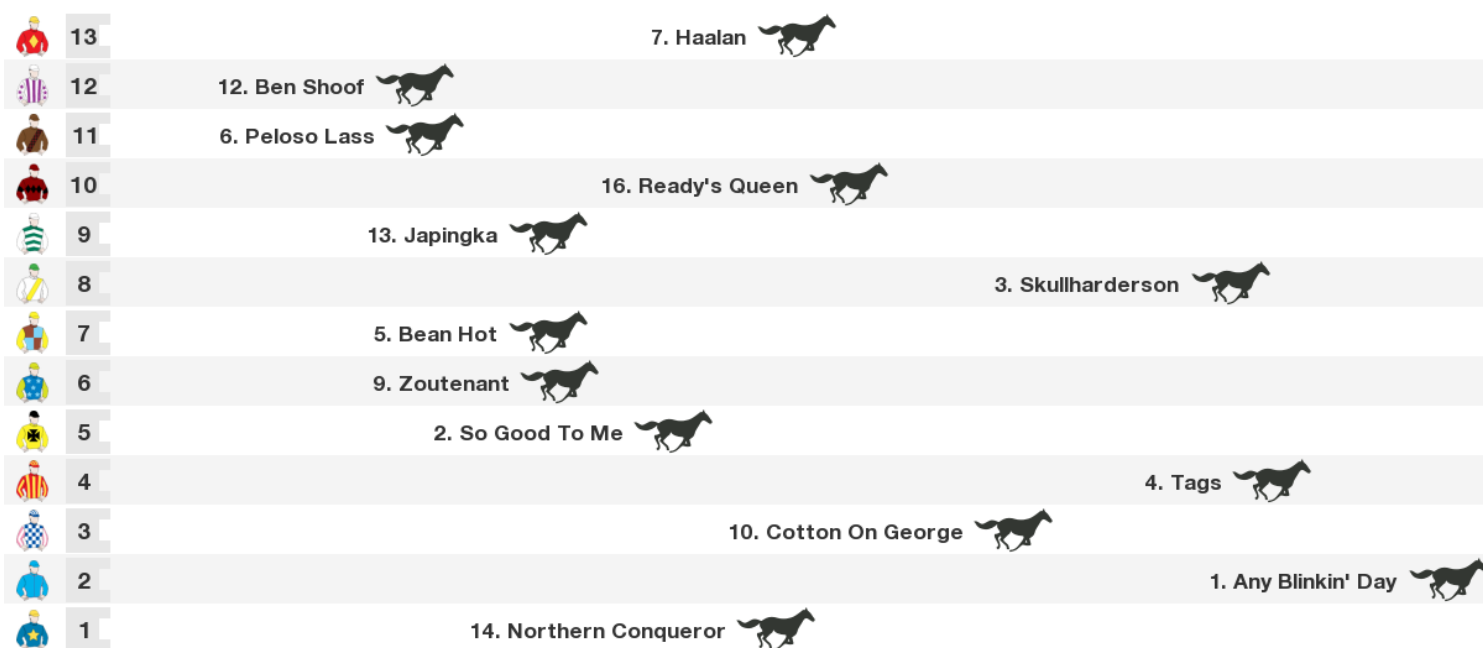 13 7. Haalan
12 12. Ben Shoof
11 6. Peloso Lass
10 16. Ready's Queen
9 13. Japingka
8 3. Skullharderson
7 5. Bean Hot
6 9. Zoutenant
5 2. So Good To Me
4 4. Tags
3 10. Cotton On George
2 1. Any Blinkin' Day
1 14. Northern Conqueror